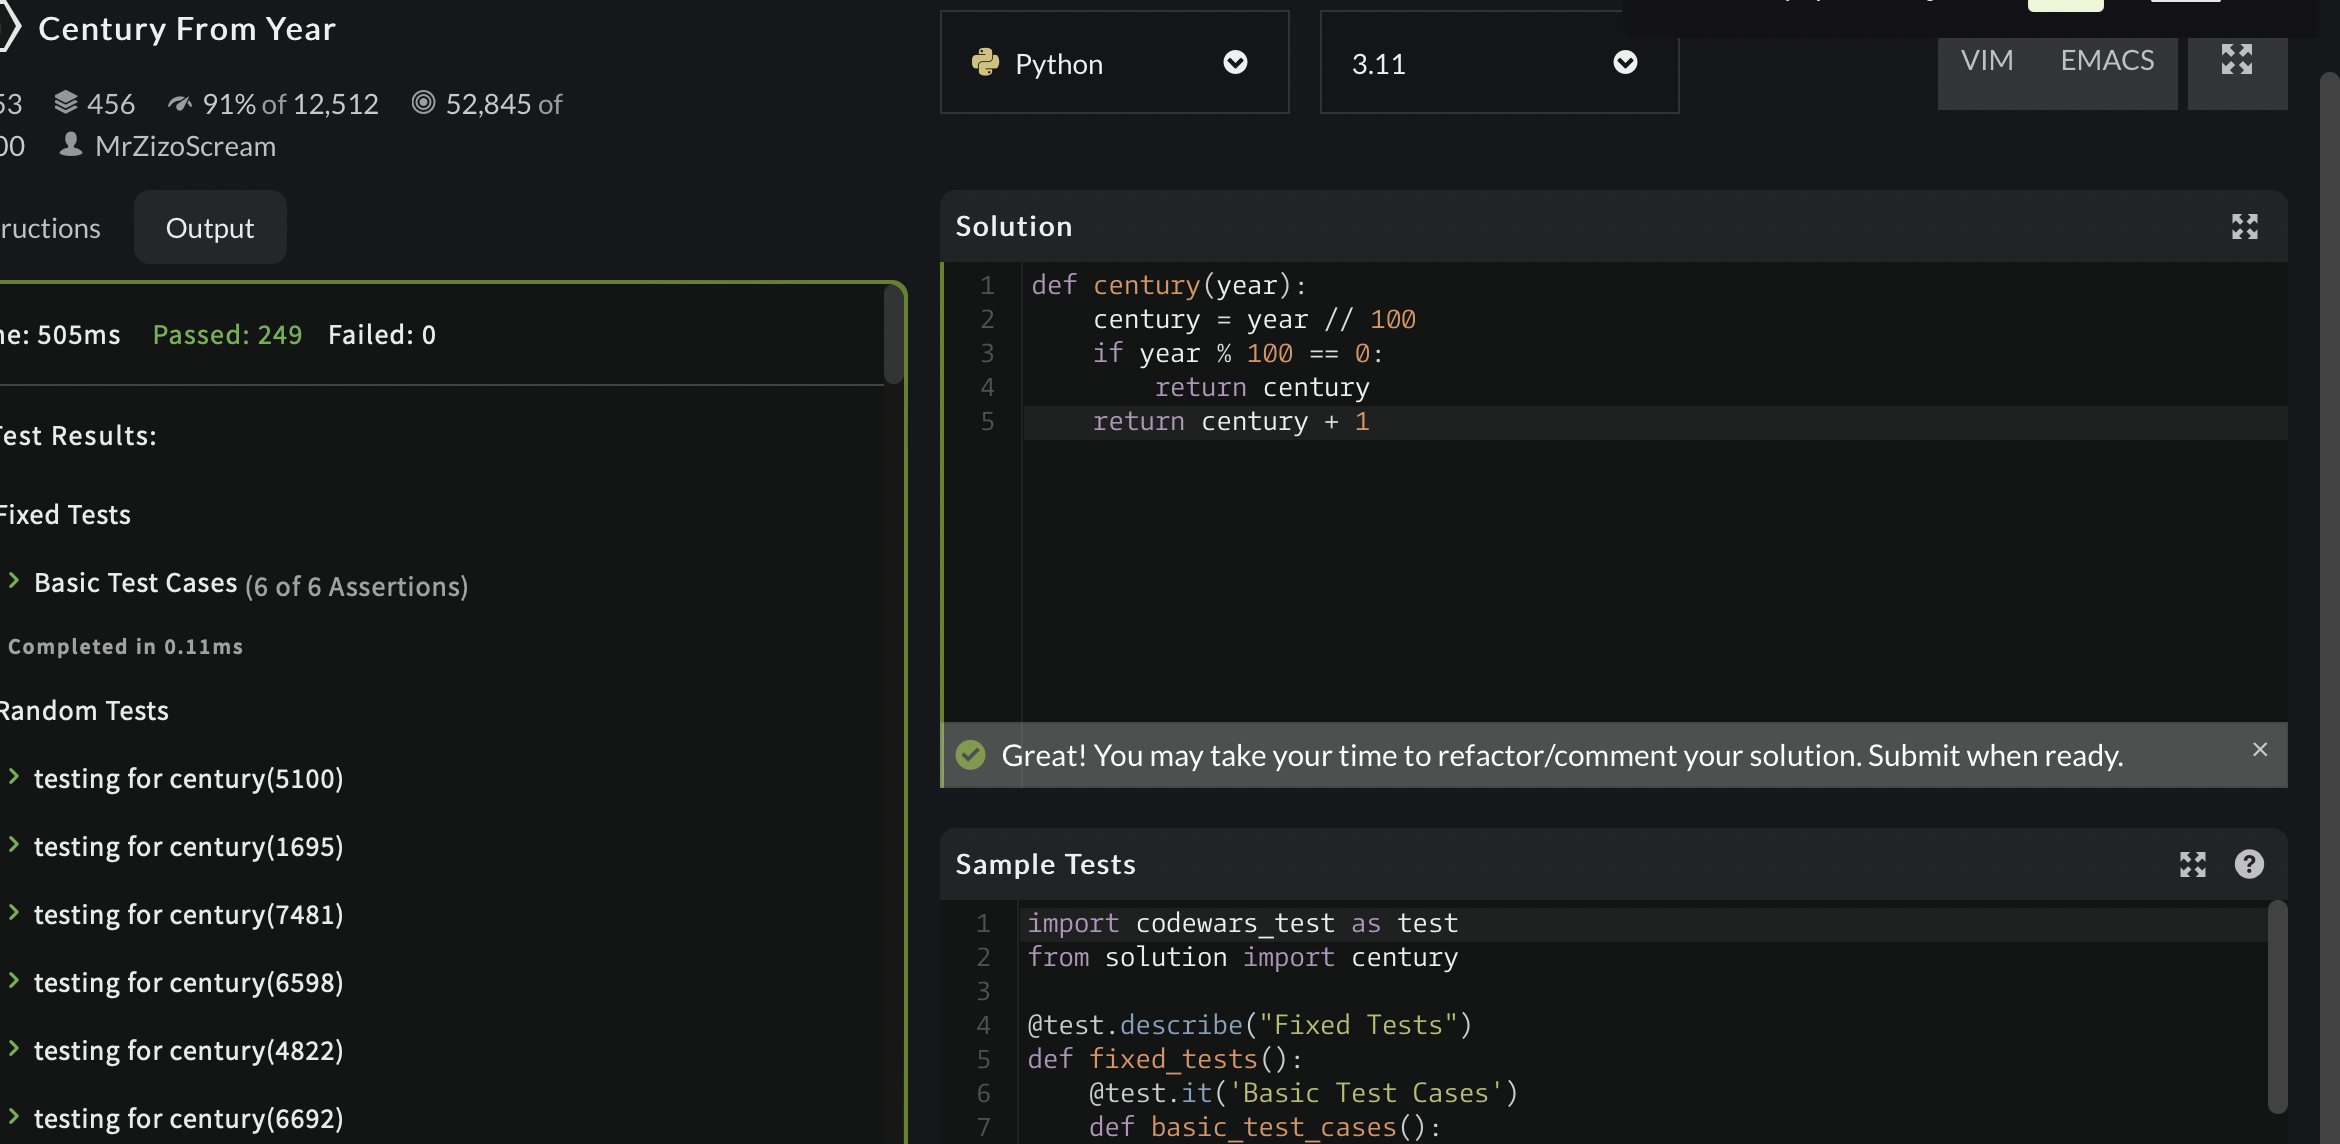 Century From Year
53 456 91% of 12,512 52,845 of
00 MrZizoScream
Output
505ms Passed: 249 Failed: 0
Test Results:
Fixed Tests
Basic Test Cases (6 of 6 Assertions)
Completed in 0.11ms
Random Tests
testing for century(5100)
testing for century(1695)
testing for century(7481)
testing for century(6598)
testing for century(4822)
testing for century(6692)
Python
3.11
VIM EMACS
Solution
1 def century(year):
2     century = year // 100
3     if year % 100 == 0:
4         return century
5     return century + 1
Great! You may take your time to refactor/comment your solution. Submit when ready.
Sample Tests
1 import codewars_test as test
2 from solution import century
3
4 @test.describe("Fixed Tests")
5 def fixed_tests():
6     @test.it('Basic Test Cases')
7     def basic_test_cases():